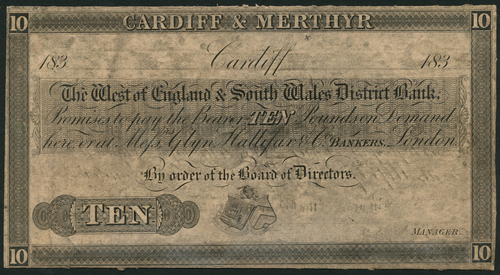 10 CARDIFF & MERTHYR 10
183 Cardiff 183
The West of England & South Wales District Bank,
Promises to pay the Bearer TEN Pounds on Demand
here or at Mess. Glyn, Hallifax & Co. BANKERS, London
By order of the Board of Directors.
TEN
MANAGER.
10 10